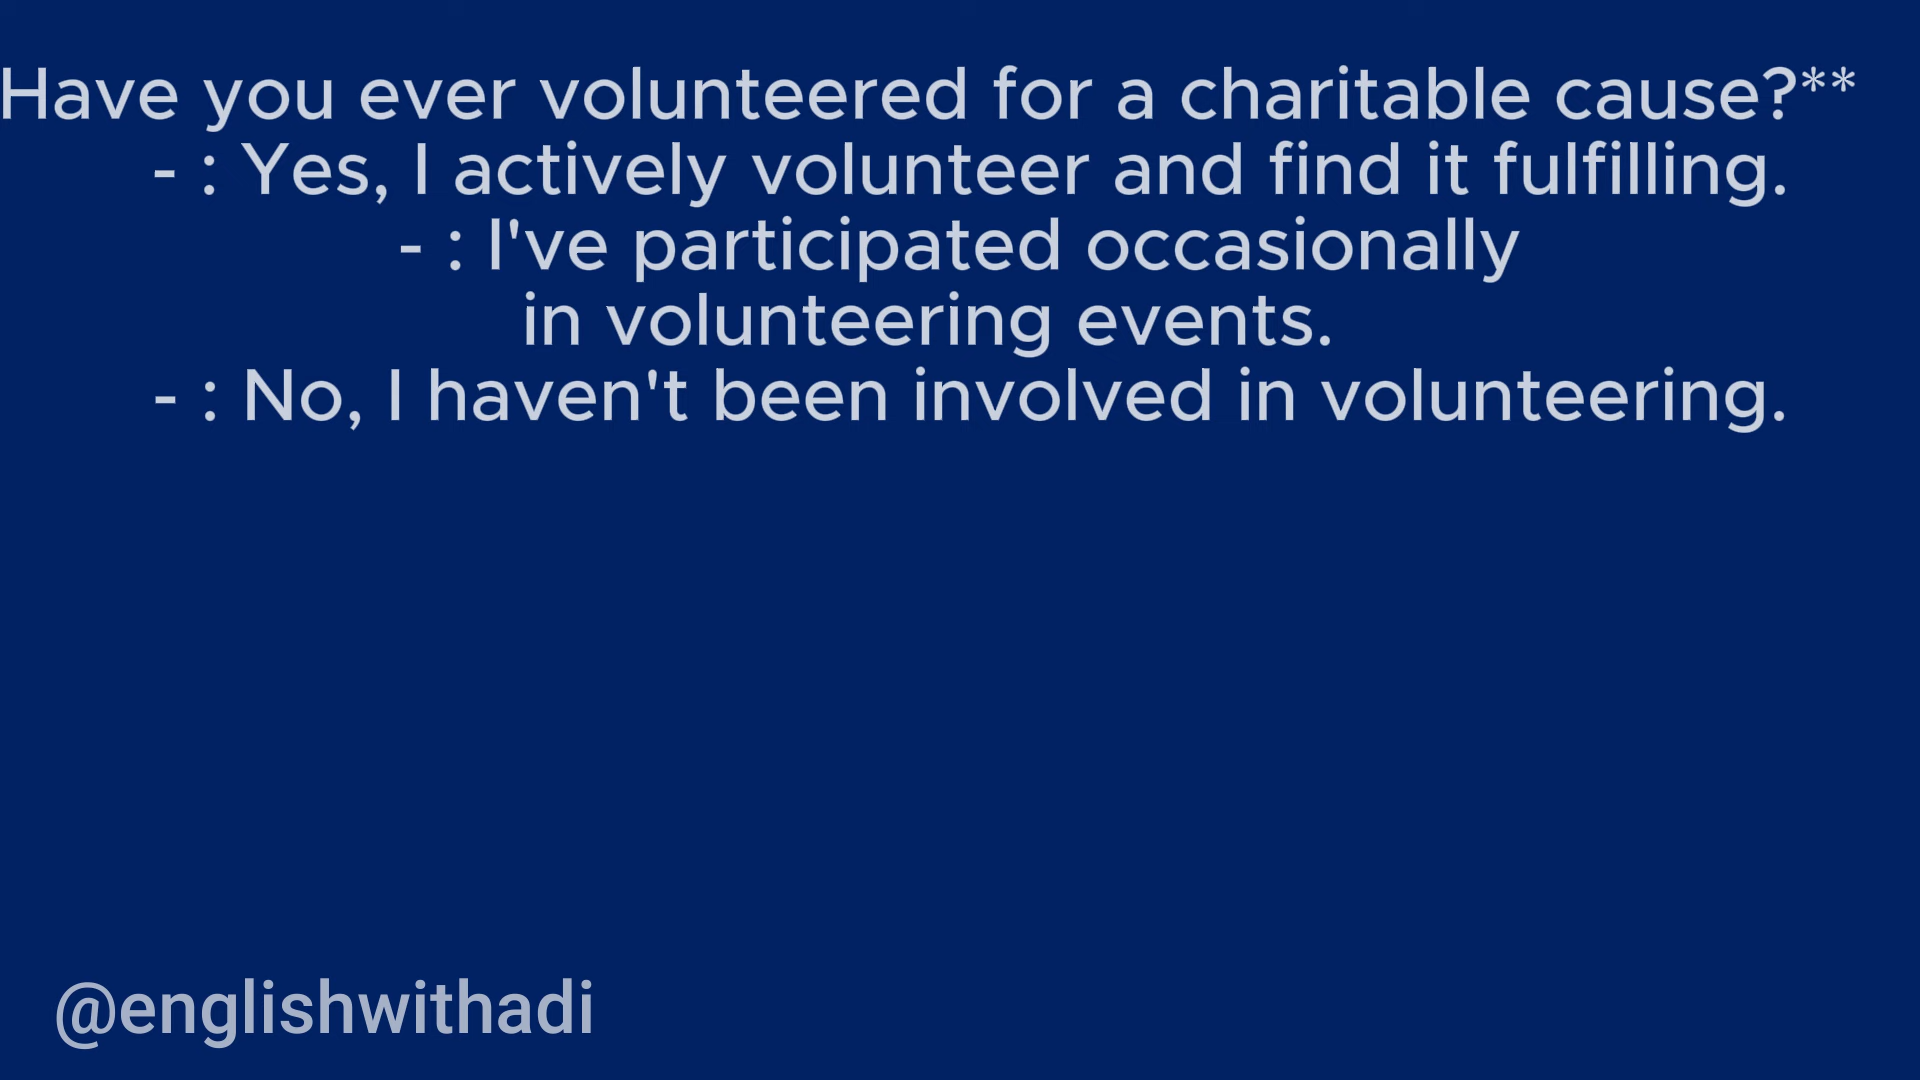 Have you ever volunteered for a charitable cause?**
- : Yes, I actively volunteer and find it fulfilling.
- : I've participated occasionally
in volunteering events.
- : No, I haven't been involved in volunteering.
@englishwithadi